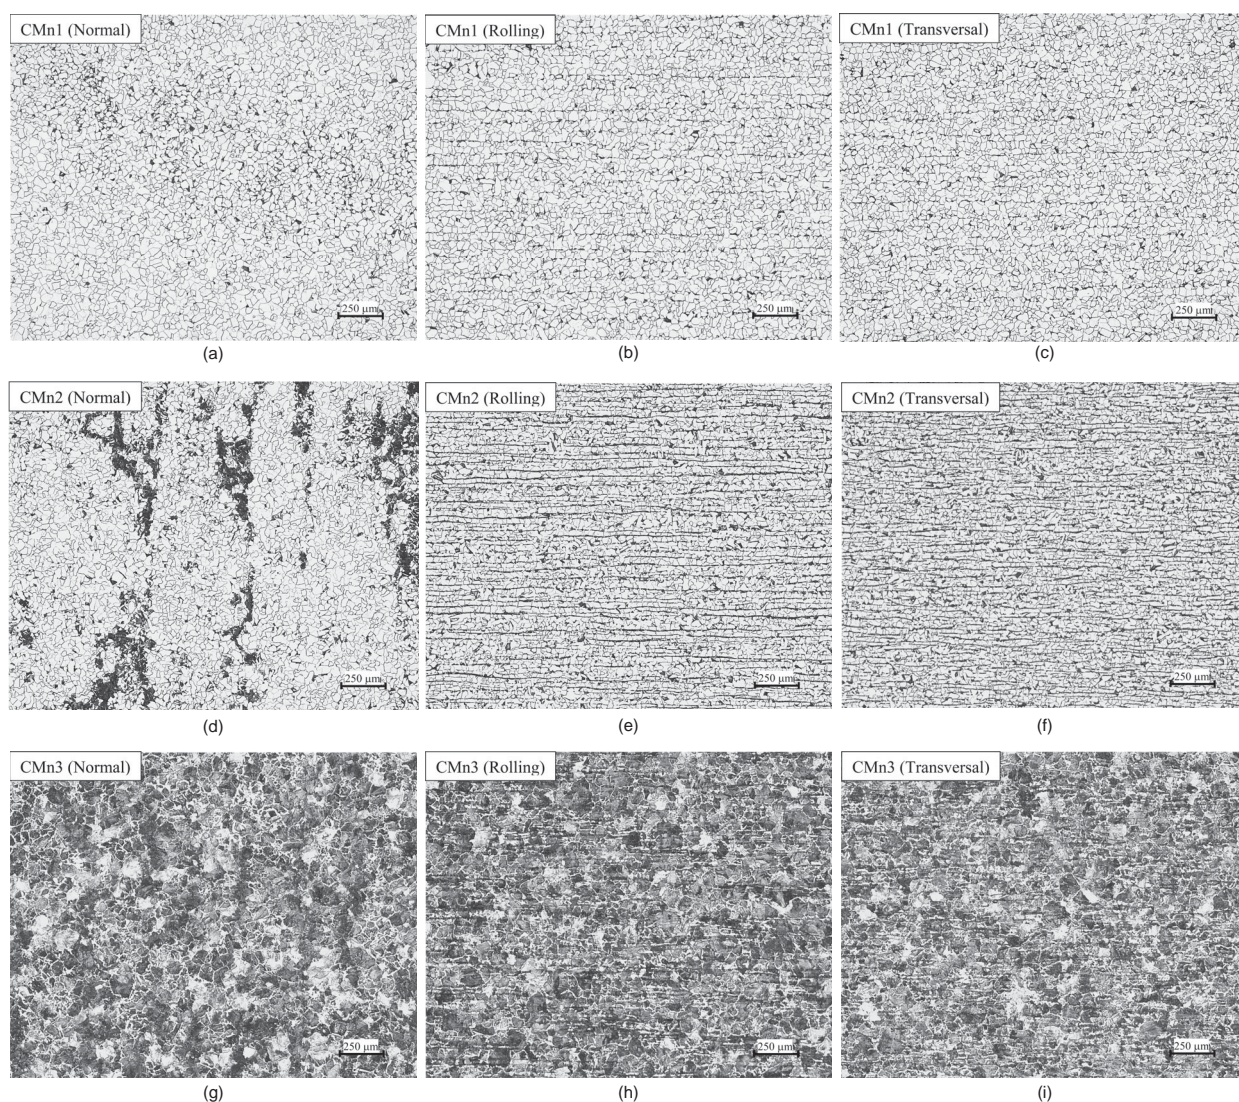 CMn1 (Normal)
CMn1 (Rolling)
CMn1 (Transversal)
250 µm
250 µm
250 µm
(a)
(b)
(c)
CMn2 (Normal)
CMn2 (Rolling)
CMn2 (Transversal)
250 µm
250 µm
250 µm
(d)
(e)
(f)
CMn3 (Normal)
CMn3 (Rolling)
CMn3 (Transversal)
250 µm
250 µm
250 µm
(g)
(h)
(i)